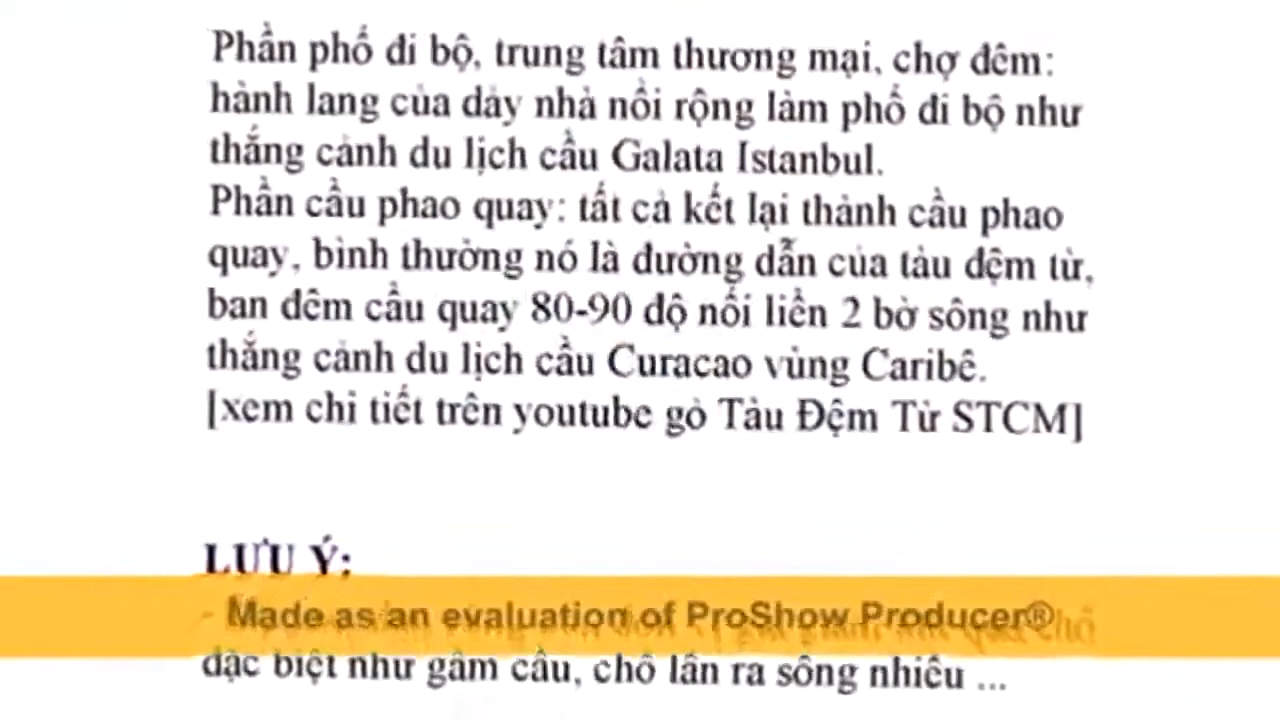 Phần phố đi bộ, trung tâm thương mại, chợ đêm:
hành lang của dảy nhà nổi rộng làm phố đi bộ như
thắng cảnh du lịch cầu Galata Istanbul.
Phần cầu phao quay: tất cả kết lại thành cầu phao
quay, bình thường nó là đường dẫn của tàu đệm từ,
ban đêm cầu quay 80-90 độ nối liền 2 bờ sông như
thắng cảnh du lịch cầu Curacao vùng Caribê.
[xem chi tiết trên youtube gỏ Tàu Đệm Từ STCM]
LƯU Ý:
- Made as an evaluation of ProShow Producer®
đặc biệt như gầm cầu, chổ lấn ra sông nhiều ...